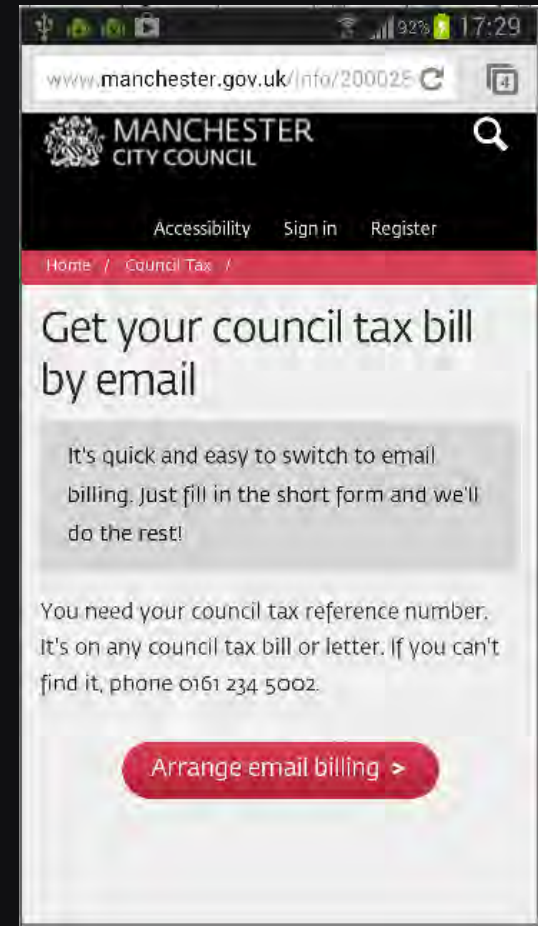 92% 17:29
www.manchester.gov.uk/info/200025
4
MANCHESTER
CITY COUNCIL
Accessibility Sign in Register
Home / Council Tax /
Get your council tax bill
by email
It's quick and easy to switch to email
billing. Just fill in the short form and we'll
do the rest!
You need your council tax reference number.
It's on any council tax bill or letter. If you can't
find it, phone 0161 234 5002.
Arrange email billing >